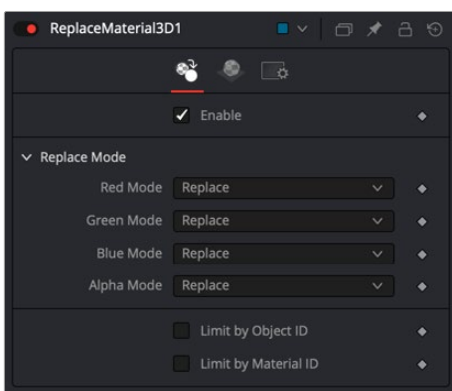 ReplaceMaterial3D1
Enable
Replace Mode
Red Mode Replace
Green Mode Replace
Blue Mode Replace
Alpha Mode Replace
Limit by Object ID
Limit by Material ID